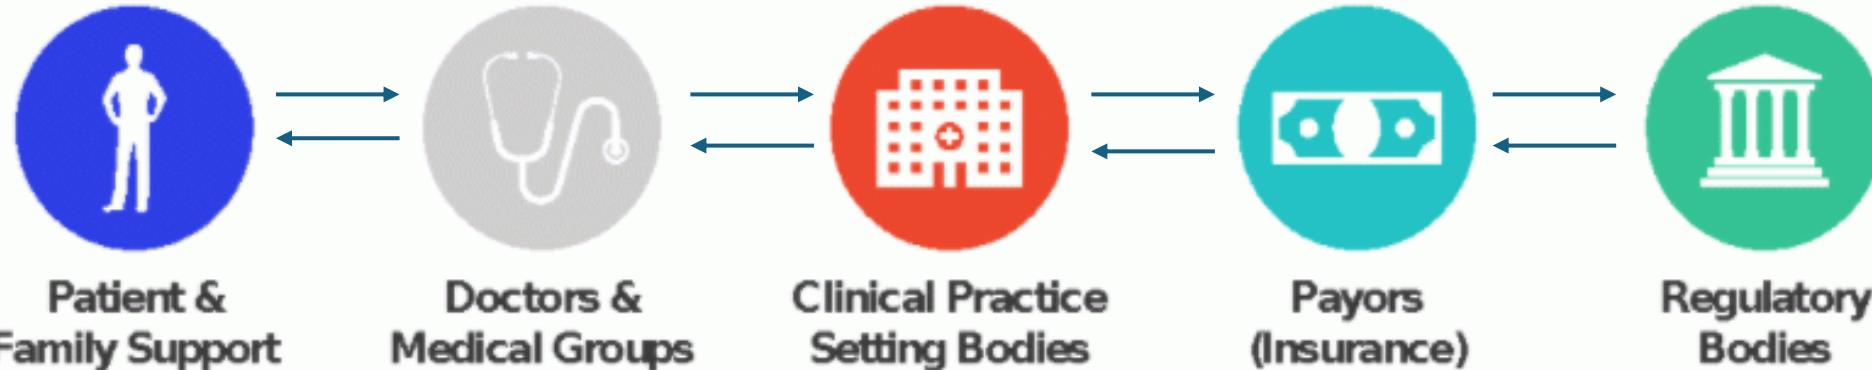 Patient &
Family Support
Doctors &
Medical Groups
Clinical Practice
Setting Bodies
Payors
(Insurance)
Regulatory
Bodies